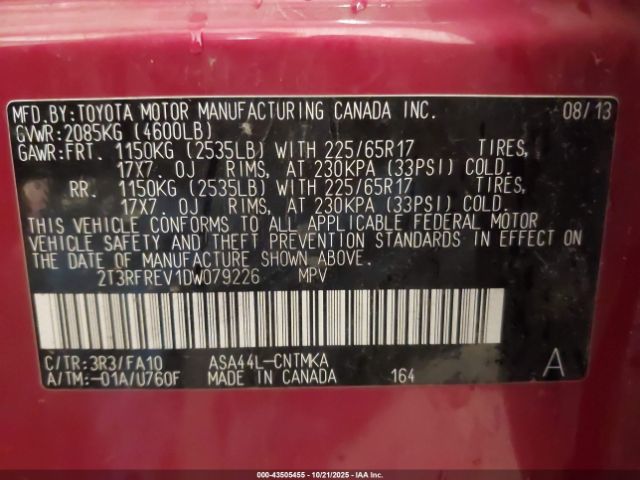 MFD.BY:TOYOTA MOTOR MANUFACTURING CANADA INC. 08/13
GVWR:2085KG (4600LB)
GAWR:FRT. 1150KG (2535LB) WITH 225/65R17 TIRES,
17X7.0J RIMS, AT 230KPA (33PSI) COLD.
RR. 1150KG (2535LB) WITH 225/65R17 TIRES,
17X7.0J RIMS, AT 230KPA (33PSI) COLD.
THIS VEHICLE CONFORMS TO ALL APPLICABLE FEDERAL MOTOR
VEHICLE SAFETY AND THEFT PREVENTION STANDARDS IN EFFECT ON
THE DATE OF MANUFACTURE SHOWN ABOVE.
2T3RFREV1DW079226 MPV
C/TR:3R3/FA10 ASA44L-CNTMKA A
A/TM:-01A/U760F MADE IN CANADA 164
000-43505455 - 10/21/2025 - IAA Inc.